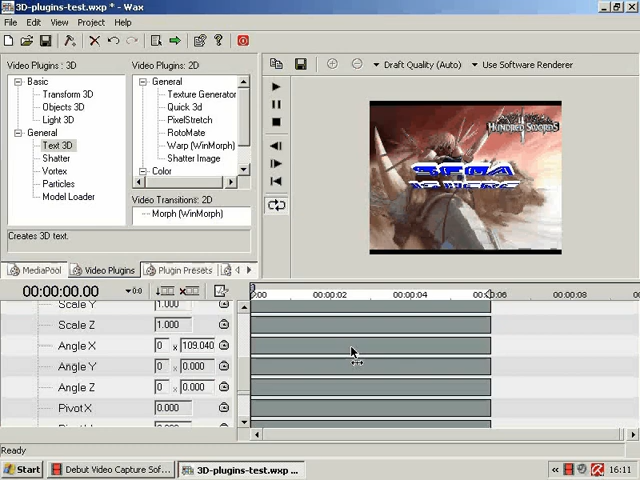 3D-plugins-test.wxp * - Wax
File Edit View Project Help
Video Plugins : 3D
Basic
Transform 3D
Objects 3D
Light 3D
General
Text 3D
Shatter
Vortex
Particles
Model Loader
Creates 3D text.
Video Plugins: 2D
General
Texture Generator
Quick 3d
PixelStretch
RotoMate
Warp (WinMorph)
Shatter Image
Color
Video Transitions: 2D
Morph (WinMorph)
MediaPool Video Plugins Plugin Presets
Draft Quality (Auto) Use Software Renderer
HUNDRED SWORDS
SEGA
00:00:00.00 0:0 :00 00:00:02 00:00:04 00:00:06 00:00:08
Scale Y 1.000
Scale Z 1.000
Angle X 0 x 109.040
Angle Y 0 x 0.000
Angle Z 0 x 0.000
PivotX 0.000
Ready
Start Debut Video Capture Sof... 3D-plugins-test.wxp ... « 16:11